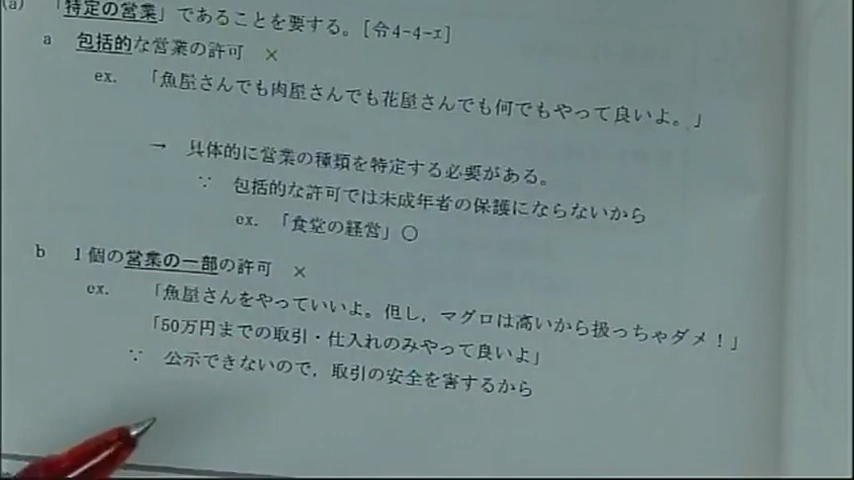 (a) 「特定の営業」であることを要する。[令4-4-エ]
a 包括的な営業の許可 ×
ex. 「魚屋さんでも肉屋さんでも花屋さんでも何でもやって良いよ。」
→ 具体的に営業の種類を特定する必要がある。
∵ 包括的な許可では未成年者の保護にならないから
ex. 「食堂の経営」○
b 1個の営業の一部の許可 ×
ex. 「魚屋さんをやっていいよ。但し，マグロは高いから扱っちゃダメ！」
「50万円までの取引・仕入れのみやって良いよ」
∵ 公示できないので，取引の安全を害するから